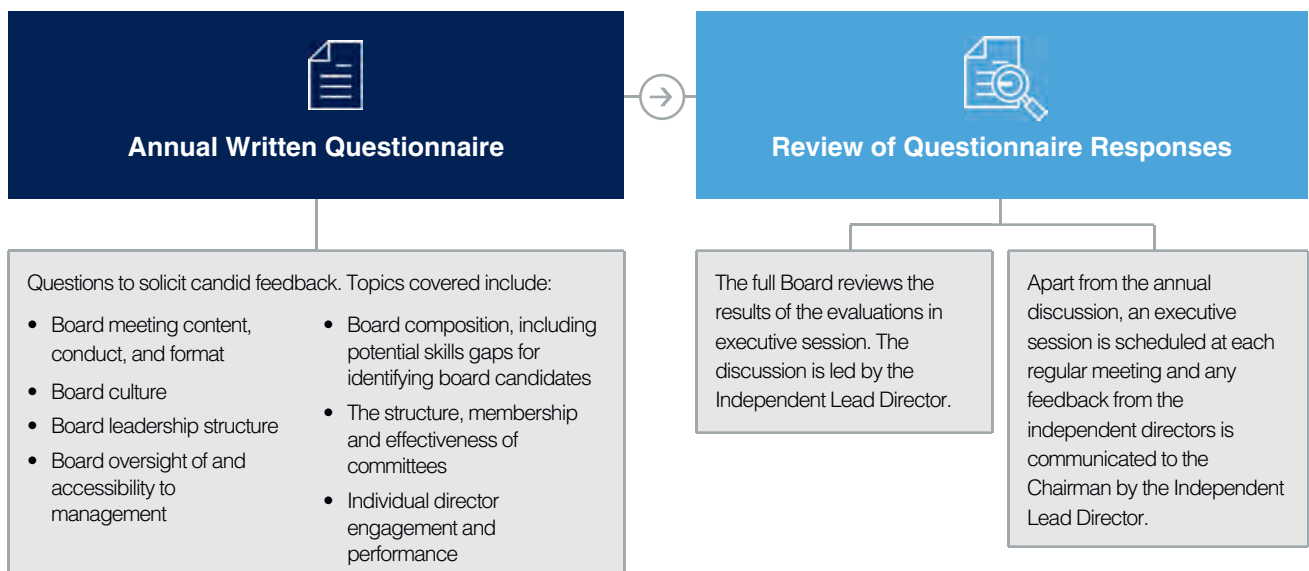 Annual Written Questionnaire
Questions to solicit candid feedback. Topics covered include:
• Board meeting content,
conduct, and format
• Board culture
• Board leadership structure
• Board oversight of and
accessibility to
management
• Board composition, including
potential skills gaps for
identifying board candidates
• The structure, membership
and effectiveness of
committees
• Individual director
engagement and
performance
Review of Questionnaire Responses
The full Board reviews the
results of the evaluations in
executive session. The
discussion is led by the
Independent Lead Director.
Apart from the annual
discussion, an executive
session is scheduled at each
regular meeting and any
feedback from the
independent directors is
communicated to the
Chairman by the Independent
Lead Director.